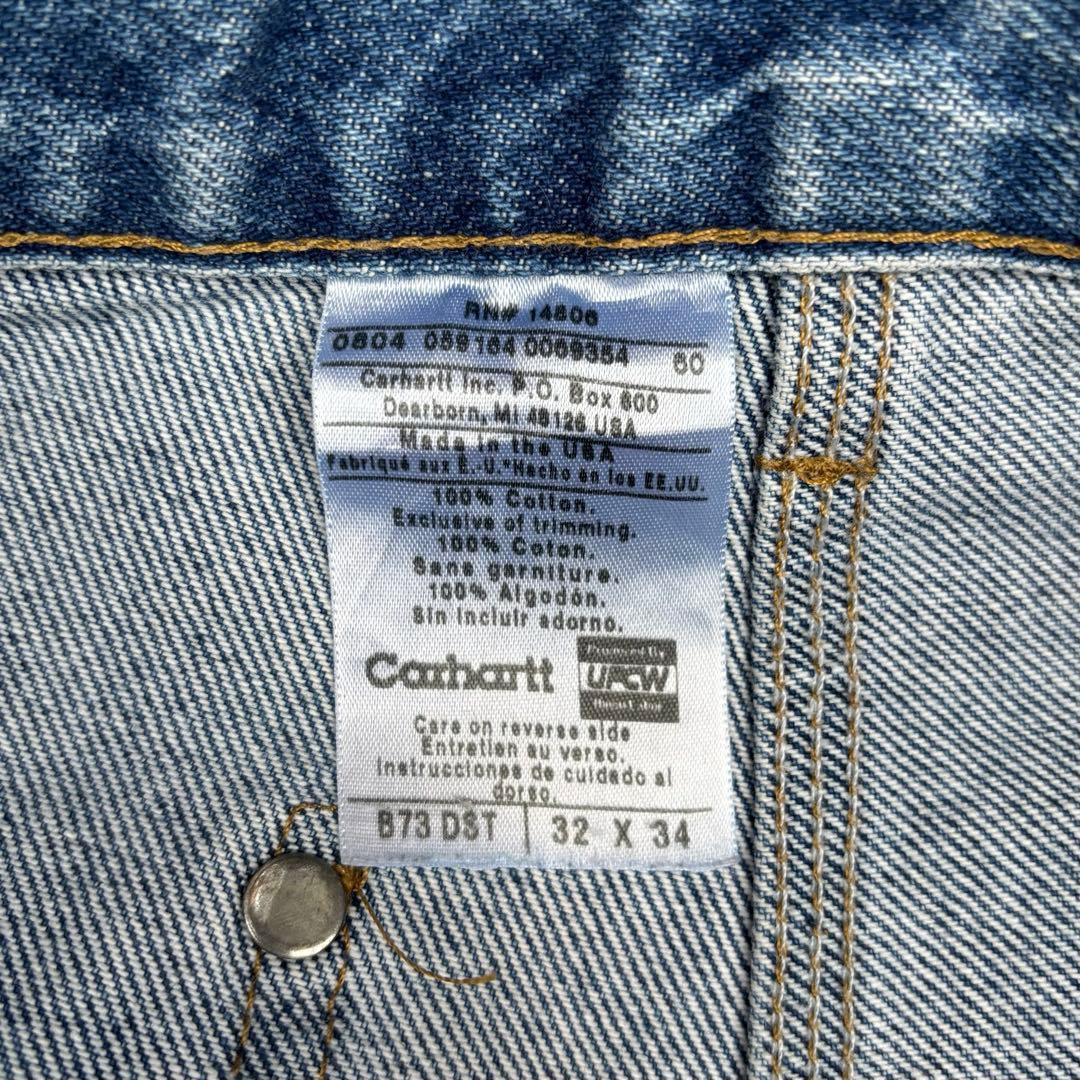 RN# 14806
0804 059164 0069354 60
Carhartt Inc. P.O. Box 600
Dearborn, MI 48126 USA
Made in the USA
Fabriqué aux E.-U.*Hecho en los EE.UU.
100% Cotton.
Exclusive of trimming.
100% Coton.
Sans garniture.
100% Algodón.
Sin incluir adorno.
Carhartt
UFCW
Care on reverse side
Entretien au verso.
Instrucciones de cuidado al
dorso.
B73 DST 32 X 34